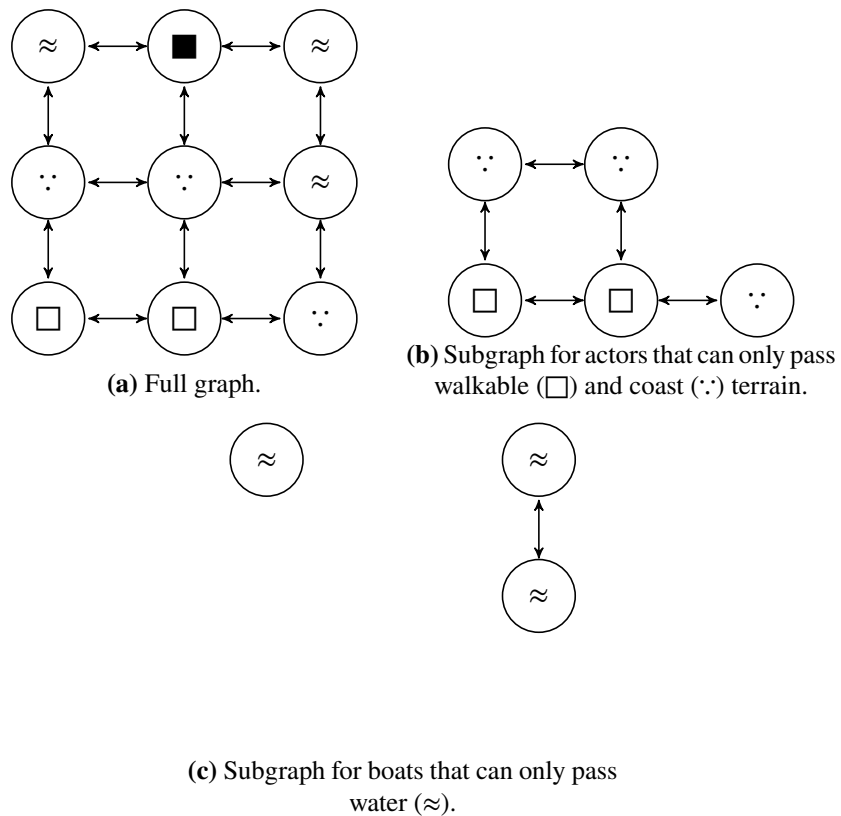 ≈ ■ ≈
∵ ∵ ≈
□ □ ∵
(a) Full graph.
∵ ∵
□ □ ∵
(b) Subgraph for actors that can only pass
walkable (□) and coast (∵) terrain.
≈ ≈
≈
(c) Subgraph for boats that can only pass
water (≈).